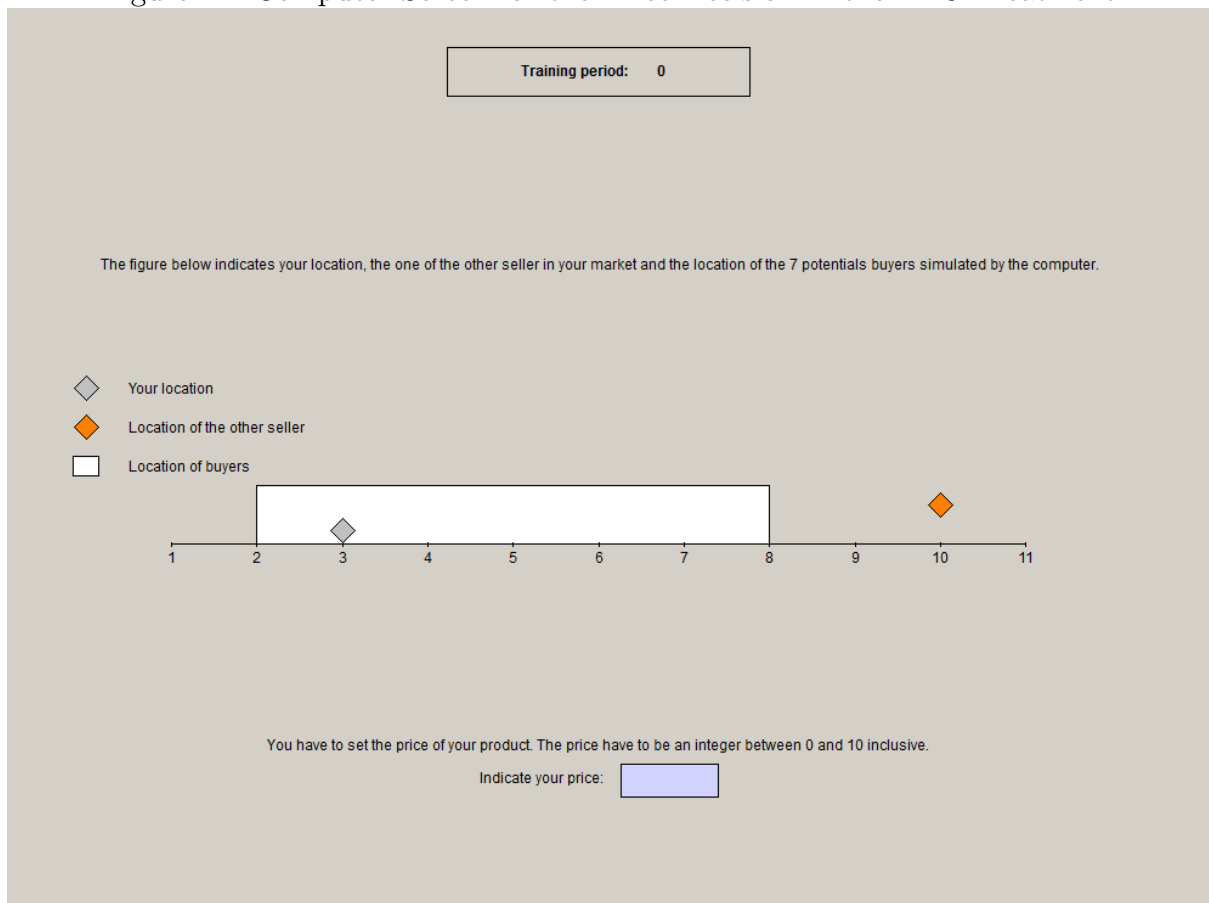 Training period: 0
The figure below indicates your location, the one of the other seller in your market and the location of the 7 potentials buyers simulated by the computer.
Your location
Location of the other seller
Location of buyers
1 2 3 4 5 6 7 8 9 10 11
You have to set the price of your product. The price have to be an integer between 0 and 10 inclusive.
Indicate your price: